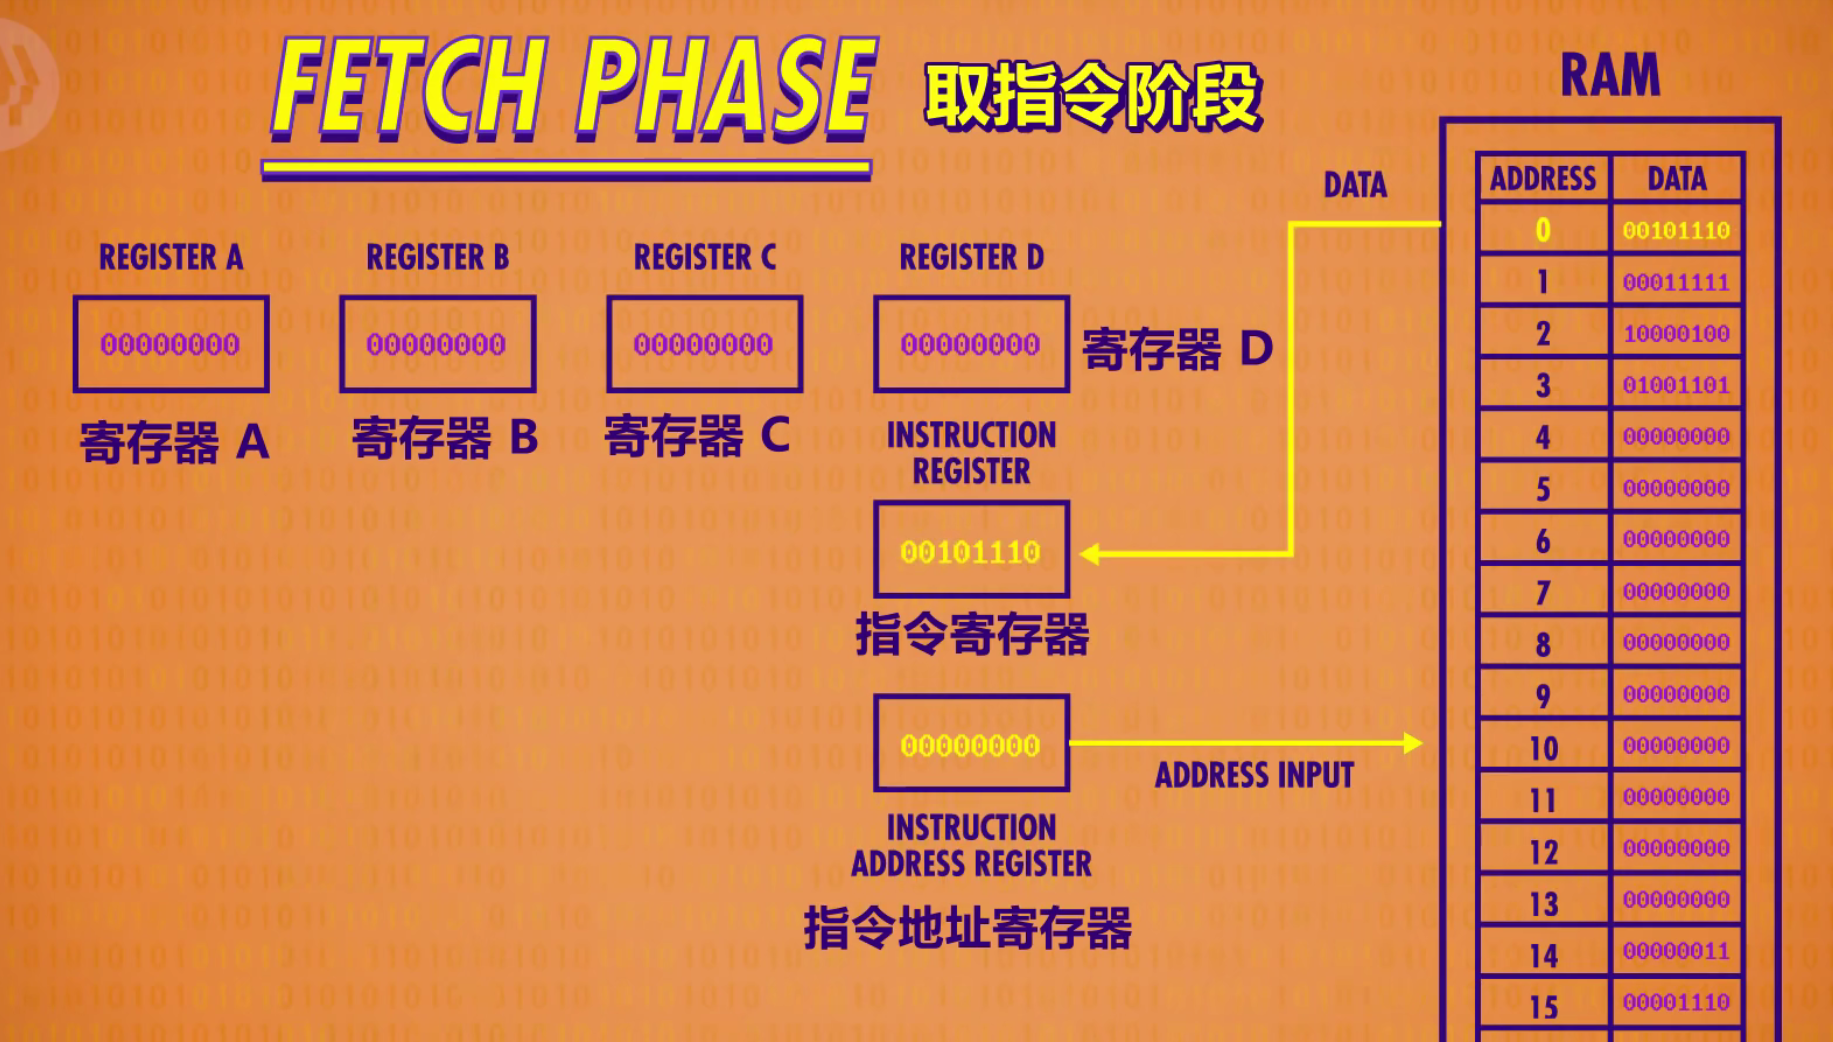 FETCH PHASE 取指令阶段
REGISTER A
00000000
寄存器 A
REGISTER B
00000000
寄存器 B
REGISTER C
00000000
寄存器 C
REGISTER D
00000000
寄存器 D
INSTRUCTION
REGISTER
00101110
指令寄存器
00000000
INSTRUCTION
ADDRESS REGISTER
指令地址寄存器
DATA
ADDRESS INPUT
RAM
ADDRESS DATA
0 00101110
1 00011111
2 10000100
3 01001101
4 00000000
5 00000000
6 00000000
7 00000000
8 00000000
9 00000000
10 00000000
11 00000000
12 00000000
13 00000000
14 00000011
15 00001110